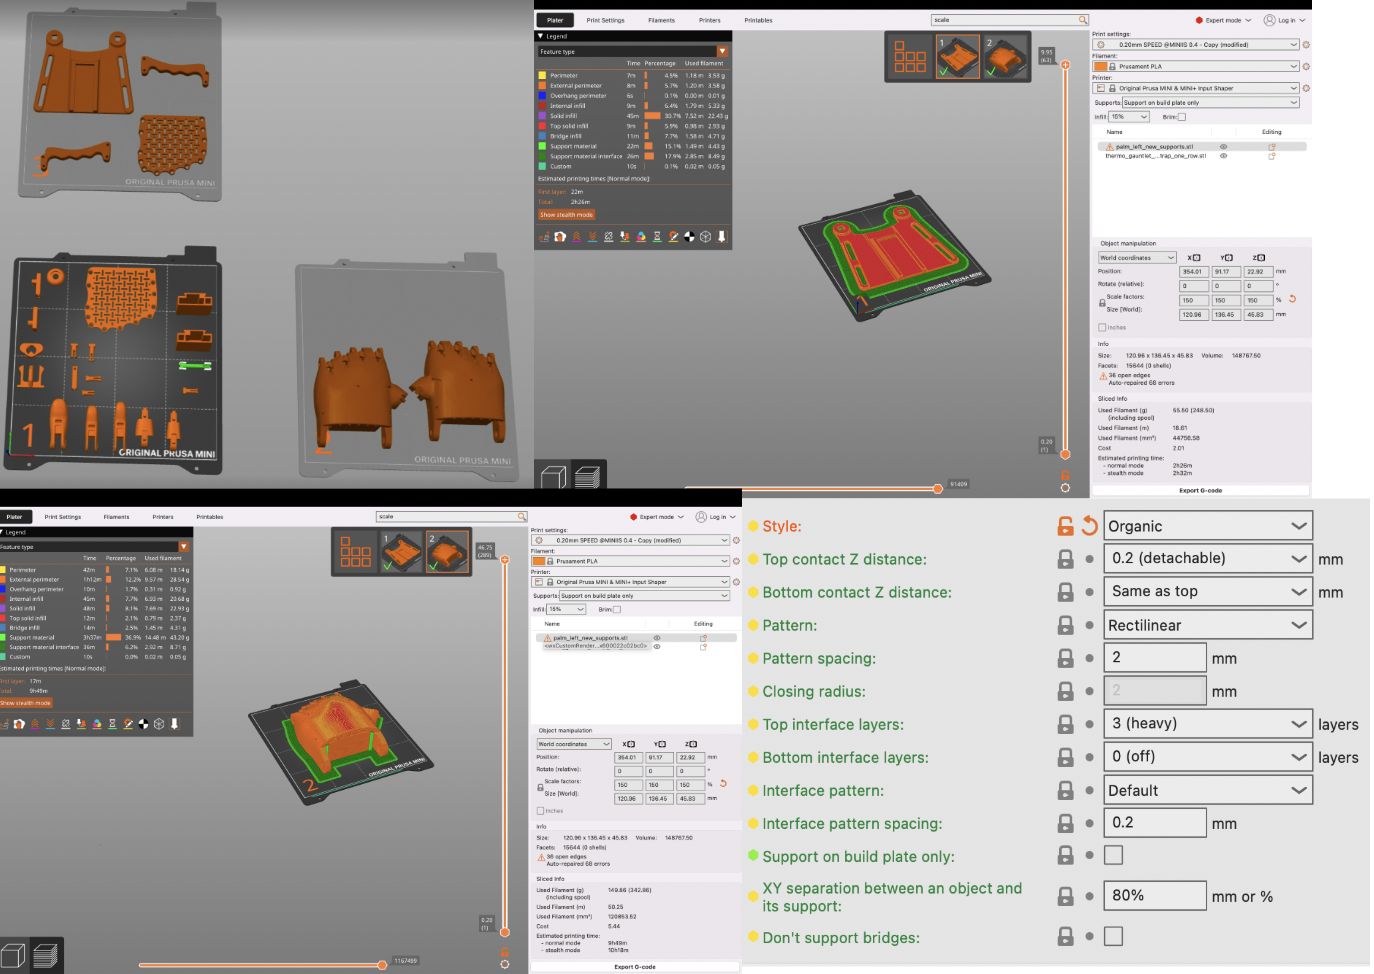 ORIGINAL PRUSA MINI
1
ORIGINAL PRUSA MINI
ORIGINAL PRUSA MINI
Plater Print Settings Filaments Printers Printables
scale
Expert mode Log in
Legend
Feature type
Time Percentage Used filament
Perimeter 7m 4.5% 1.18 m 3.53 g
External perimeter 8m 5.7% 1.20 m 3.58 g
Overhang perimeter 6s 0.1% 0.00 m 0.01 g
Internal infill 9m 6.4% 1.79 m 5.33 g
Solid infill 45m 30.7% 7.52 m 22.43 g
Top solid infill 9m 5.9% 0.98 m 2.93 g
Bridge infill 11m 7.7% 1.58 m 4.71 g
Support material 22m 15.1% 1.49 m 4.43 g
Support material interface 26m 17.9% 2.85 m 8.49 g
Custom 10s 0.1% 0.02 m 0.05 g
Estimated printing times [Normal mode]:
First layer: 22m
Total: 2h26m
Show stealth mode
1
2
9.95
(63)
ORIGINAL PRUSA MINI
0.20
(1)
91409
Print settings:
0.20mm SPEED @MINIIS 0.4 - Copy (modified)
Filament:
Prusament PLA
Printer:
Original Prusa MINI & MINI+ Input Shaper
Supports: Support on build plate only
Infill: 15% Brim:
Name Editing
palm_left_new_supports.stl
thermo_gauntlet_...trap_one_row.stl
Object manipulation
World coordinates X Y Z
Position: 354.01 91.17 22.92 mm
Rotate (relative): 0 0 0 °
Scale factors: 150 150 150 %
Size [World]: 120.96 136.45 45.83 mm
Inches
Info
Size: 120.96 x 136.45 x 45.83 Volume: 148767.50
Facets: 15644 (0 shells)
36 open edges
Auto-repaired 68 errors
Sliced Info
Used Filament (g) 55.50 (248.50)
(including spool)
Used Filament (m) 18.61
Used Filament (mm³) 44756.58
Cost 2.01
Estimated printing time:
- normal mode 2h26m
- stealth mode 2h32m
Export G-code
Plater Print Settings Filaments Printers Printables
scale
Expert mode Log in
Legend
Feature type
Time Percentage Used filament
Perimeter 42m 7.1% 6.08 m 18.14 g
External perimeter 1h12m 12.2% 9.57 m 28.54 g
Overhang perimeter 10m 1.7% 0.31 m 0.92 g
Internal infill 45m 7.7% 6.93 m 20.68 g
Solid infill 48m 8.1% 7.69 m 22.93 g
Top solid infill 12m 2.1% 0.79 m 2.37 g
Bridge infill 14m 2.5% 1.45 m 4.31 g
Support material 3h37m 36.9% 14.48 m 43.20 g
Support material interface 36m 6.2% 2.92 m 8.71 g
Custom 0.0% 0.02 m 0.05 g
Estimated printing times [Normal mode]:
First layer: 17m
Total: 9h49m
Show stealth mode
1
2
46.75
(289)
2
ORIGINAL PRUSA MINI
0.20
(1)
1167489
Print settings:
0.20mm SPEED @MINIIS 0.4 - Copy (modified)
Filament:
Prusament PLA
Printer:
Original Prusa MINI & MINI+ Input Shaper
Supports: Support on build plate only
Infill: 15% Brim:
Name Editing
palm_left_new_supports.stl
<wxCustomRender...x600022c02bc0>
Object manipulation
World coordinates X Y Z
Position: 354.01 91.17 22.92 mm
Rotate (relative): 0 0 0 °
Scale factors: 150 150 150 %
Size [World]: 120.96 136.45 45.83 mm
Inches
Info
Size: 120.96 x 136.45 x 45.83 Volume: 148767.50
Facets: 15644 (0 shells)
36 open edges
Auto-repaired 68 errors
Sliced Info
Used Filament (g) 149.86 (342.86)
(including spool)
Used Filament (m) 50.25
Used Filament (mm³) 120853.52
Cost 5.44
Estimated printing time:
- normal mode 9h49m
- stealth mode 10h18m
Export G-code
Style: Organic
Top contact Z distance: 0.2 (detachable) mm
Bottom contact Z distance: Same as top mm
Pattern: Rectilinear
Pattern spacing: 2 mm
Closing radius: 2 mm
Top interface layers: 3 (heavy) layers
Bottom interface layers: 0 (off) layers
Interface pattern: Default
Interface pattern spacing: 0.2 mm
Support on build plate only:
XY separation between an object and
its support: 80% mm or %
Don't support bridges: